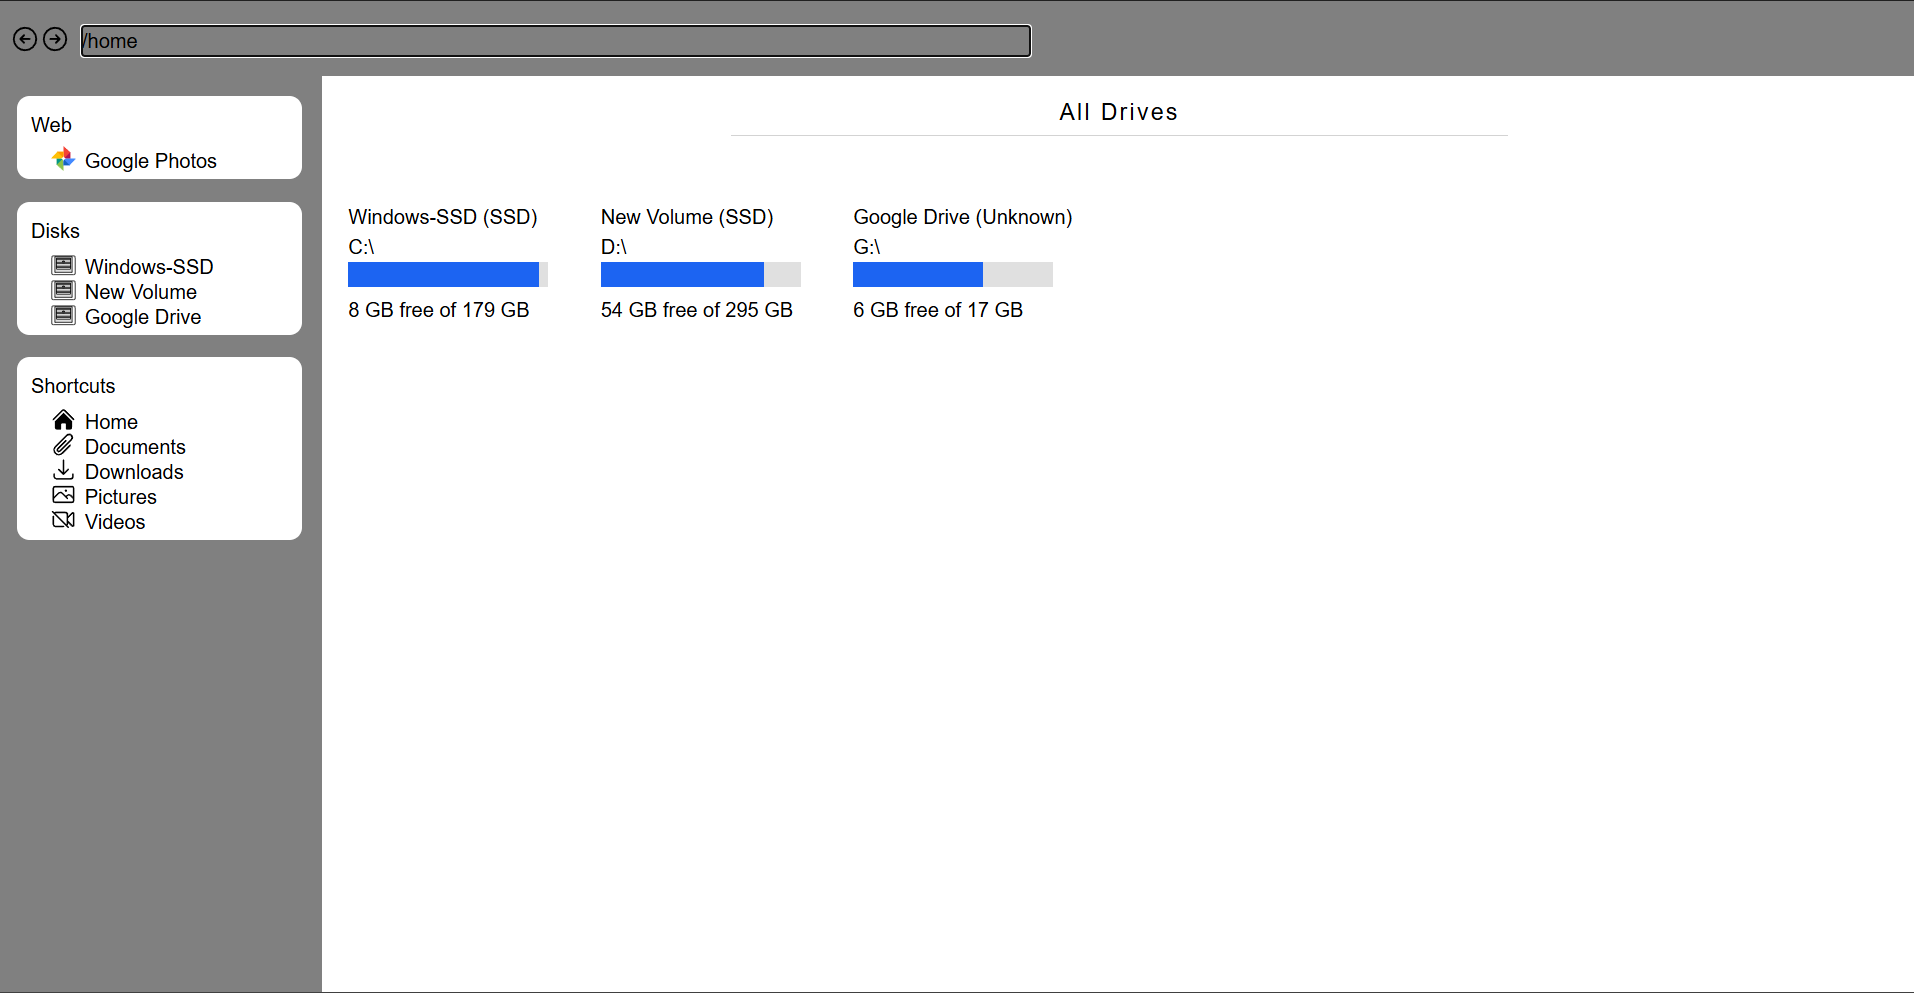 /home
Web
Google Photos
Disks
Windows-SSD
New Volume
Google Drive
Shortcuts
Home
Documents
Downloads
Pictures
Videos
All Drives
Windows-SSD (SSD)
C:\
8 GB free of 179 GB
New Volume (SSD)
D:\
54 GB free of 295 GB
Google Drive (Unknown)
G:\
6 GB free of 17 GB